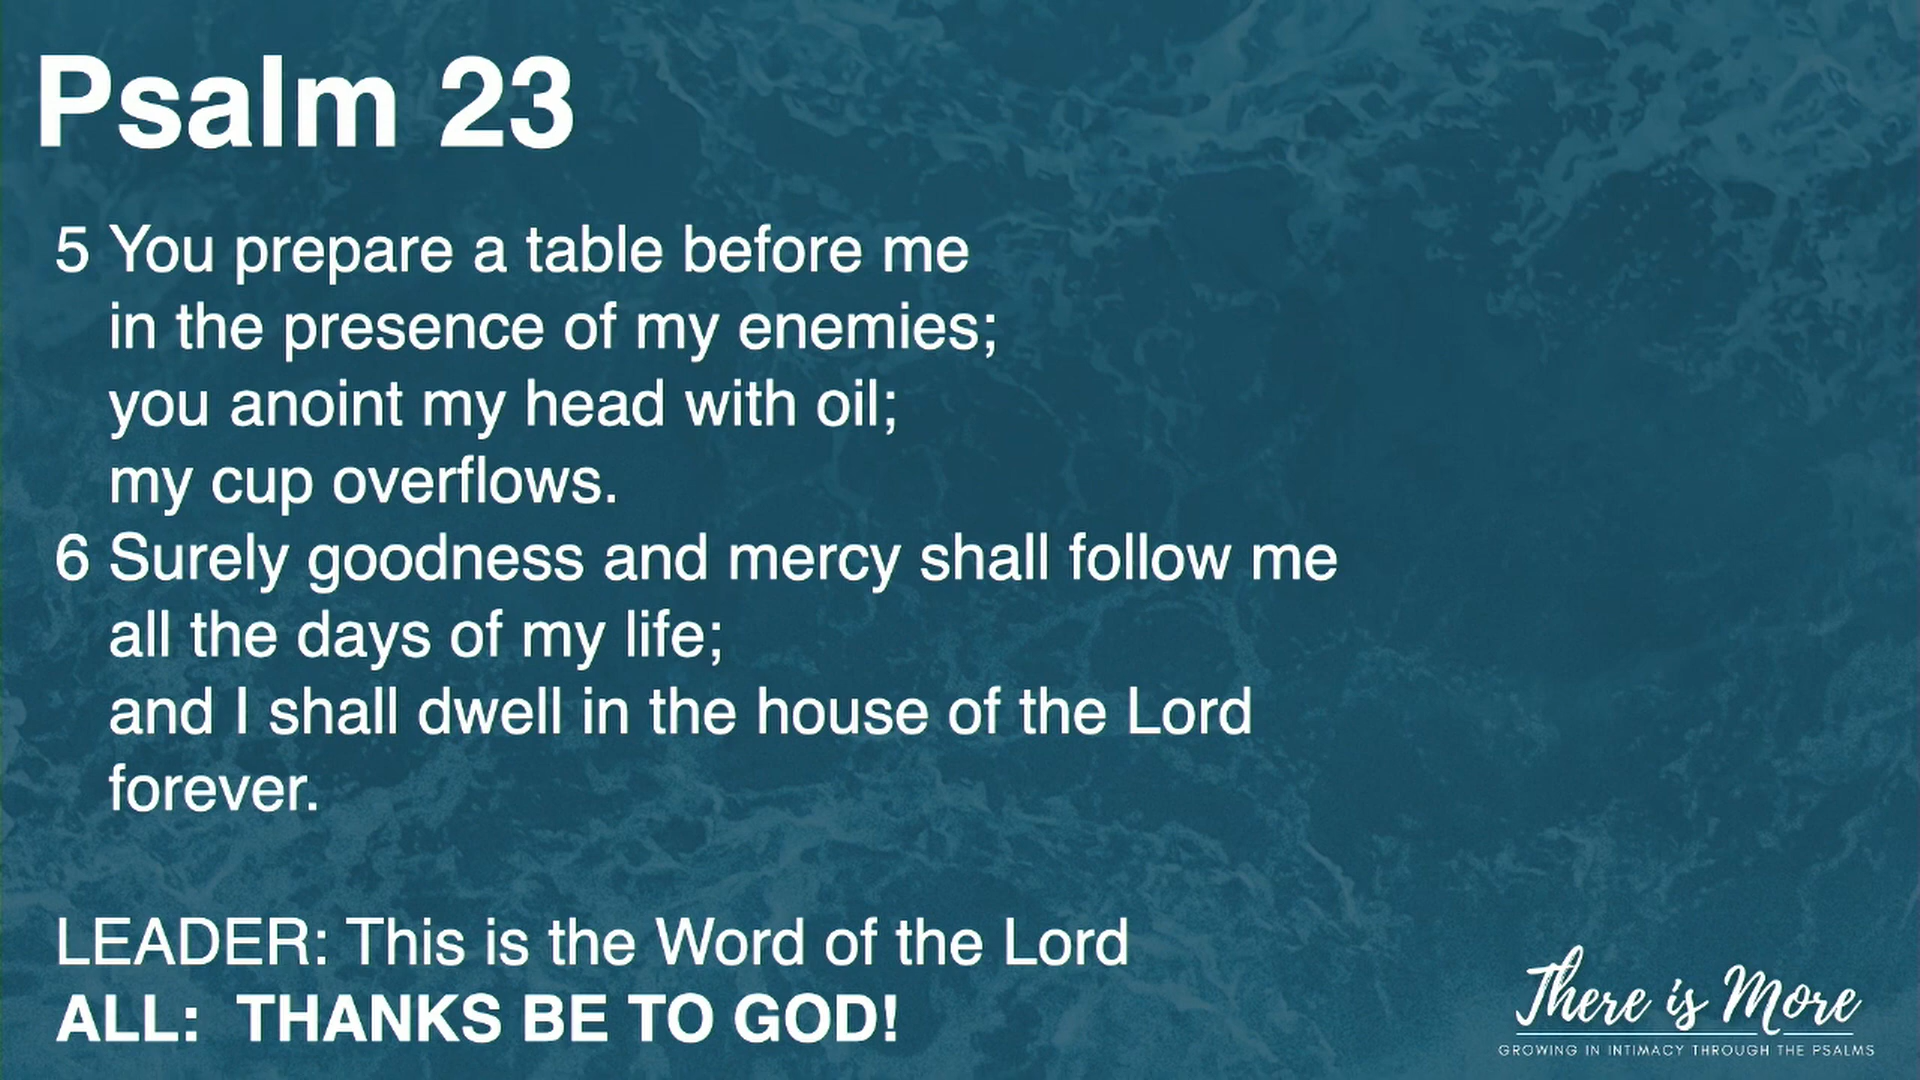 Psalm 23
5 You prepare a table before me
in the presence of my enemies;
you anoint my head with oil;
my cup overflows.
6 Surely goodness and mercy shall follow me
all the days of my life;
and I shall dwell in the house of the Lord
forever.
LEADER: This is the Word of the Lord
ALL:  THANKS BE TO GOD!
There is More
GROWING IN INTIMACY THROUGH THE PSALMS